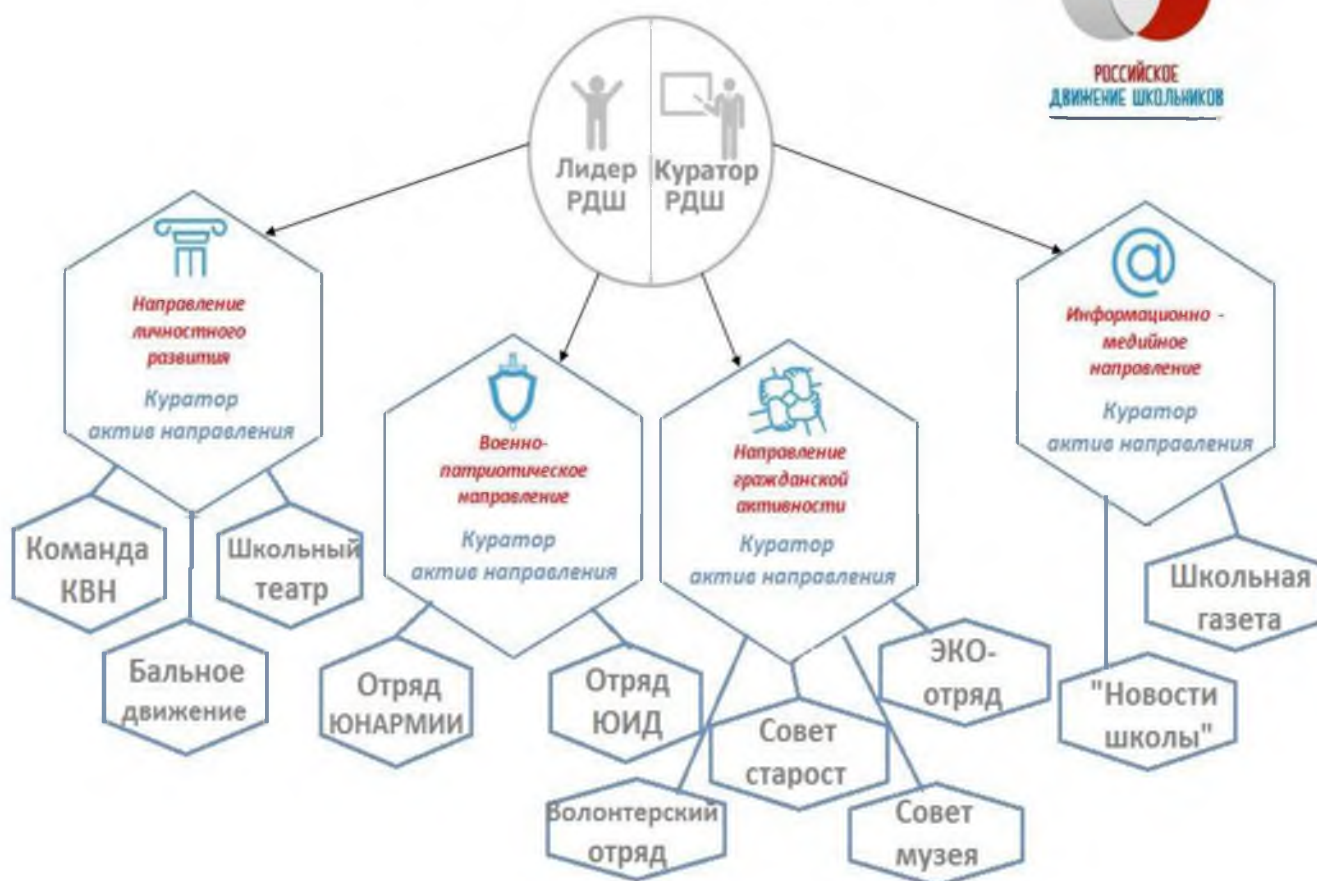 РОССИЙСКОЕ
ДВИЖЕНИЕ ШКОЛЬНИКОВ
Лидер
РДШ
Куратор
РДШ
Направление
личностного
развития
Куратор
актив направления
Военно-
патриотическое
направление
Куратор
актив направления
Направление
гражданской
активности
Куратор
актив направления
@
Информационно -
медийное
направление
Куратор
актив направления
Команда
КВН
Бальное
движение
Школьный
театр
Отряд
ЮНАРМИИ
Отряд
ЮИД
Волонтерский
отряд
Совет
старост
Совет
музея
ЭКО-
отряд
"Новости
школы"
Школьная
газета